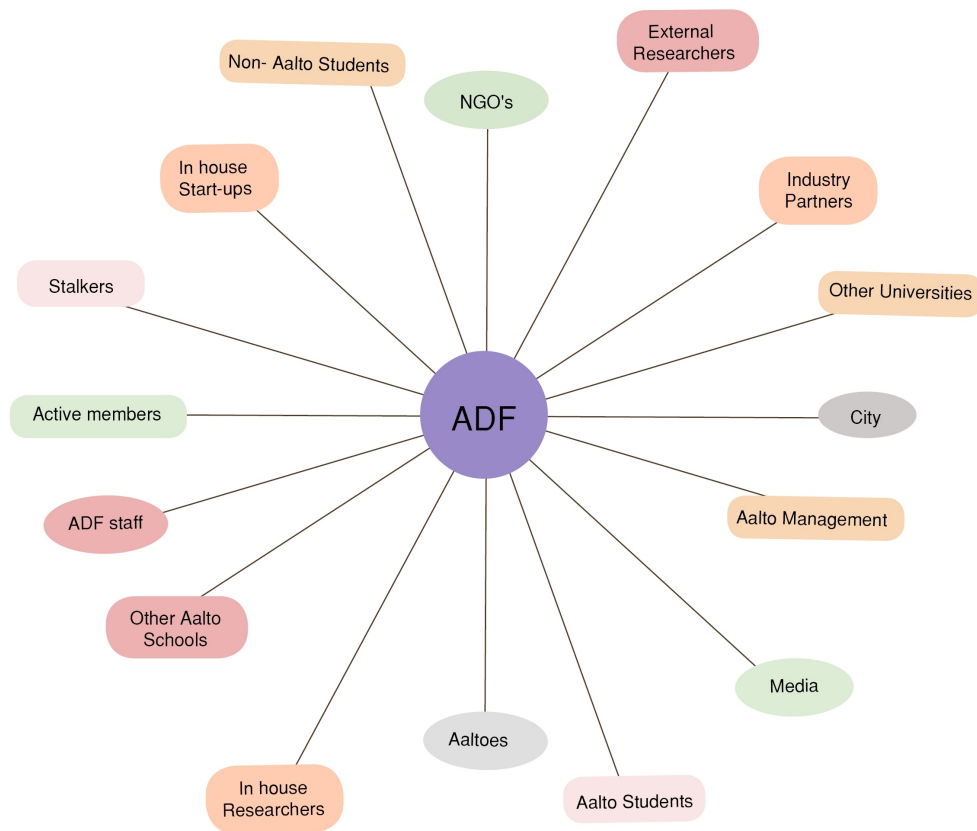 External
Researchers
Non- Aalto Students
NGO's
In house
Start-ups
Industry
Partners
Stalkers
Other Universities
Active members
ADF
City
ADF staff
Aalto Management
Other Aalto
Schools
Media
Aaltoes
In house
Researchers
Aalto Students